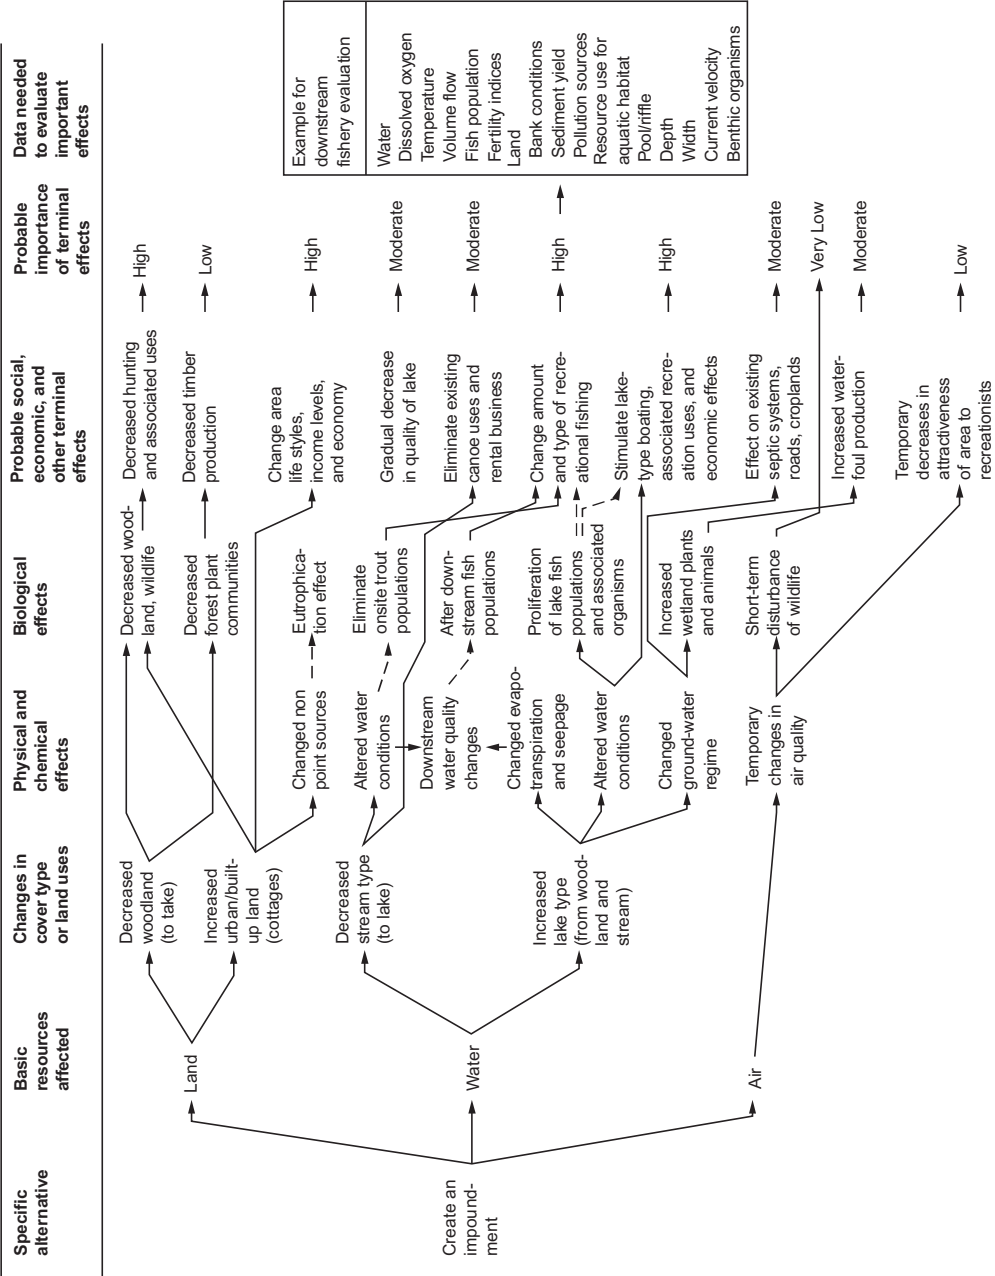 Specific
alternative
Basic
resources
affected
Changes in
cover type
or land uses
Physical and
chemical
effects
Biological
effects
Probable social,
economic, and
other terminal
effects
Probable
importance
of terminal
effects
Data needed
to evaluate
important
effects
Create an
impound-
ment
Land
Water
Air
Decreased
woodland
(to take)
Increased
urban/built-
up land
(cottages)
Decreased
stream type
(to lake)
Increased
lake type
(from wood-
land and
stream)
Changed non
point sources
Altered water
conditions
Downstream
water quality
changes
Changed evapo-
transpiration
and seepage
Altered water
conditions
Changed
ground-water
regime
Temporary
changes in
air quality
Decreased wood-
land, wildlife
Decreased
forest plant
communities
Eutrophica-
tion effect
Eliminate
onsite trout
populations
After down-
stream fish
populations
Proliferation
of lake fish
populations
and associated
organisms
Increased
wetland plants
and animals
Short-term
disturbance
of wildlife
Decreased hunting
and associated uses
Decreased timber
production
Change area
life styles,
income levels,
and economy
Gradual decrease
in quality of lake
Eliminate existing
canoe uses and
rental business
Change amount
and type of recre-
ational fishing
Stimulate lake-
type boating,
associated recre-
ation uses, and
economic effects
Effect on existing
septic systems,
roads, croplands
Increased water-
foul production
Temporary
decreases in
attractiveness
of area to
recreationists
High
Low
High
Moderate
Moderate
High
High
Moderate
Very Low
Moderate
Low
Example for
downstream
fishery evaluation
Water
Dissolved oxygen
Temperature
Volume flow
Fish population
Fertility indices
Land
Bank conditions
Sediment yield
Pollution sources
Resource use for
aquatic habitat
Pool/riffle
Depth
Width
Current velocity
Benthic organisms